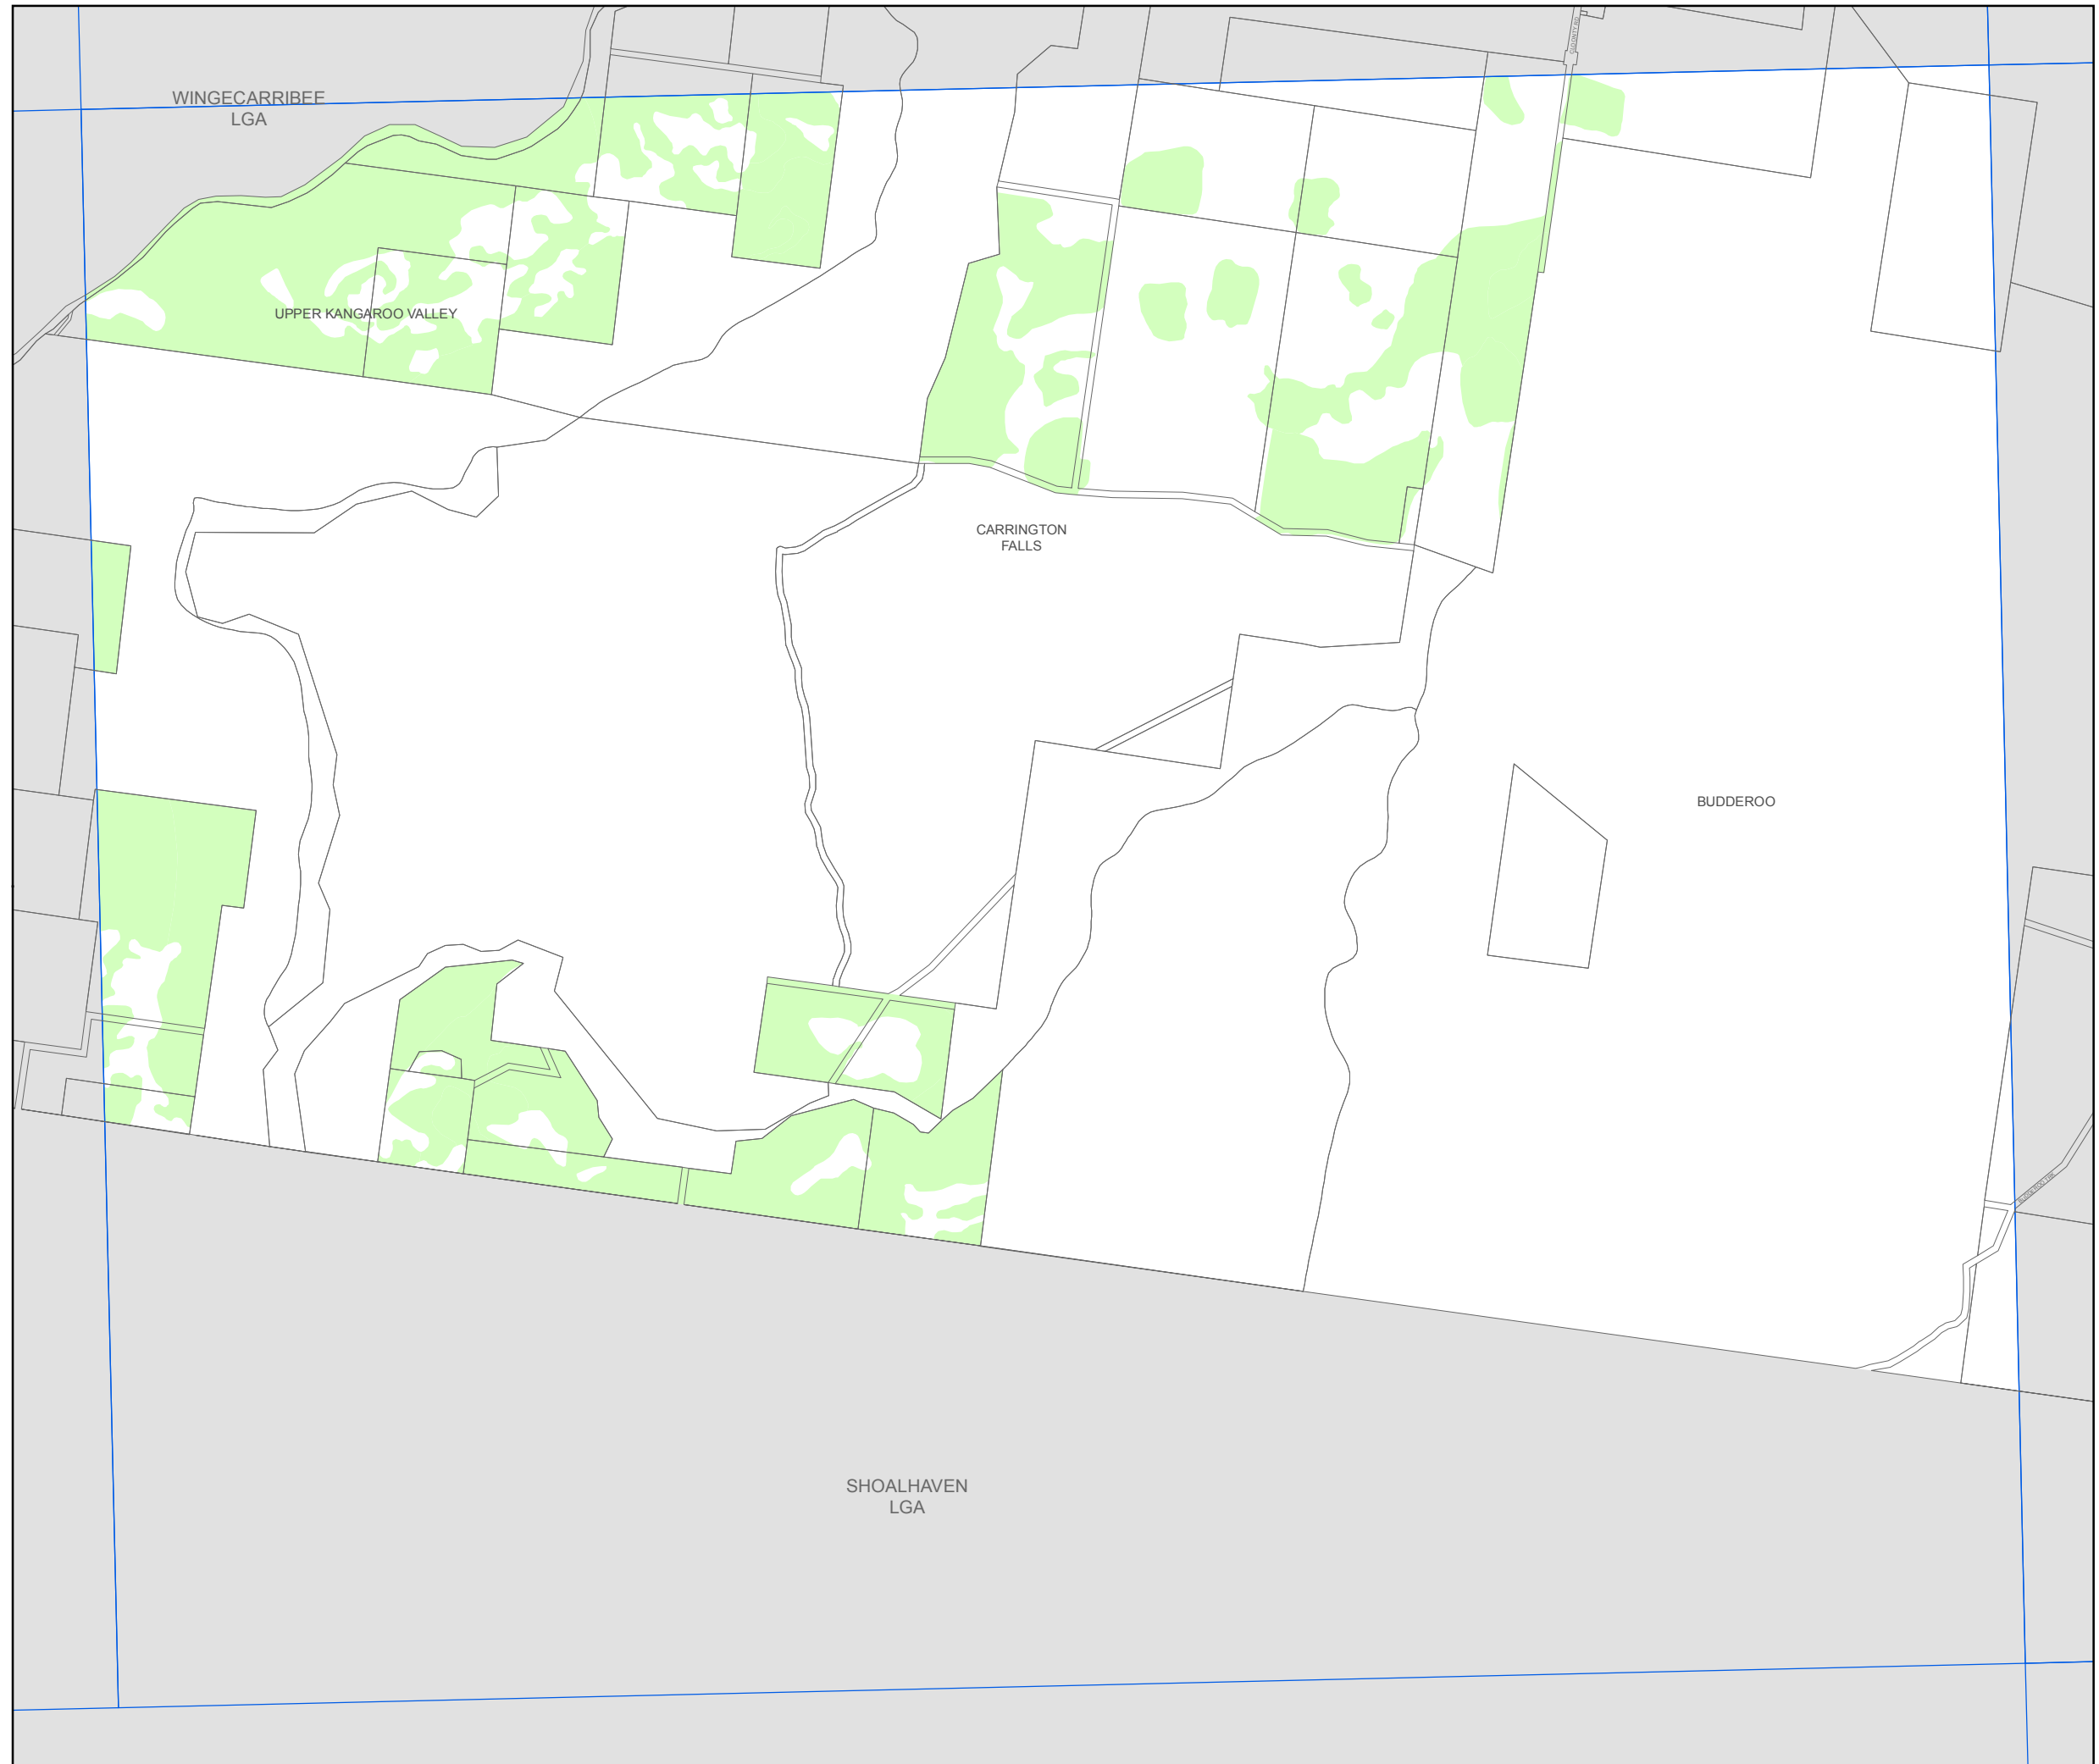 WINGECARRIBEE
LGA
UPPER KANGAROO VALLEY
CARRINGTON
FALLS
BUDDEROO
SHOALHAVEN
LGA